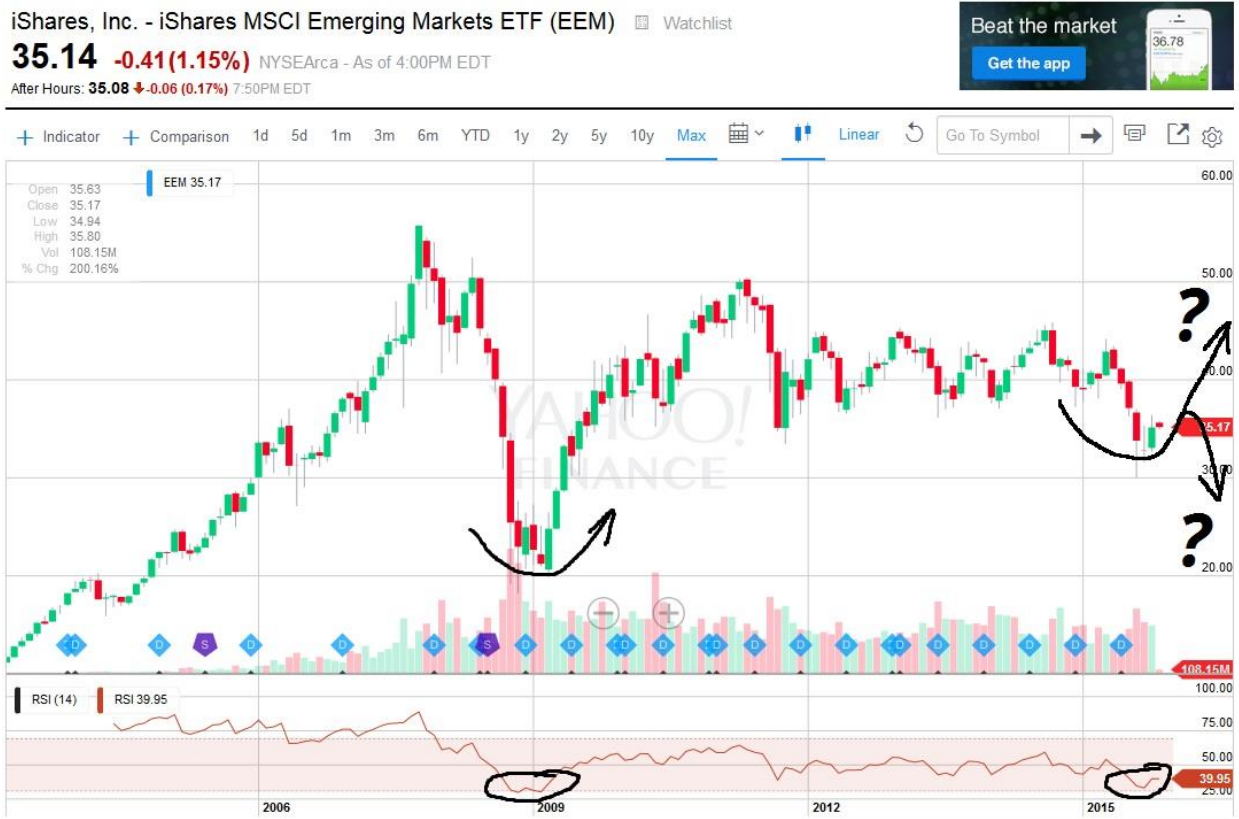 iShares, Inc. - iShares MSCI Emerging Markets ETF (EEM) Watchlist
35.14 -0.41(1.15%) NYSEArca - As of 4:00PM EDT
After Hours: 35.08 -0.06 (0.17%) 7:50PM EDT
Beat the market
Get the app
36.78
Indicator Comparison 1d 5d 1m 3m 6m YTD 1y 2y 5y 10y Max Linear Go To Symbol
EEM 35.17
Open 35.63
Close 35.17
Low 34.94
High 35.80
Vol 108.15M
% Chg 200.16%
60.00
50.00
?
40.00
35.17
30.00
?
20.00
YAHOO!
FINANCE
D D S D D D S D D D D D D D D D D D D D D
108.15M
RSI (14) RSI 39.95
100.00
75.00
50.00
39.95
25.00
2006 2009 2012 2015